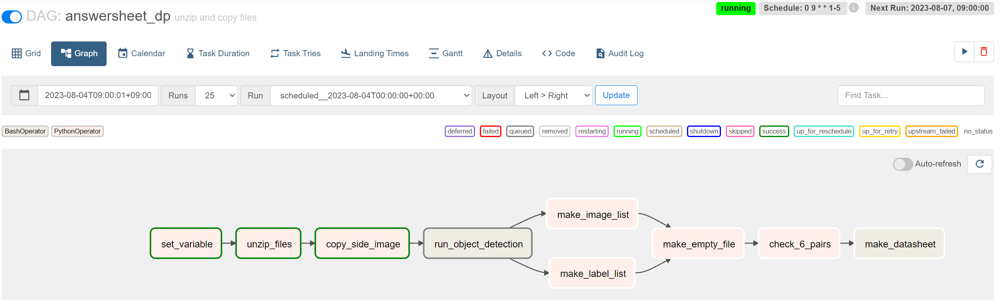 running Schedule: 0 9 * * 1-5 Next Run: 2023-08-07, 09:00:00
DAG: answersheet_dp unzip and copy files
Grid Graph Calendar Task Duration Task Tries Landing Times Gantt Details Code Audit Log
2023-08-04T09:00:01+09:00 Runs 25 Run scheduled__2023-08-04T00:00:00+00:00 Layout Left > Right Update Find Task...
BashOperator PythonOperator deferred failed queued removed restarting running scheduled shutdown skipped success up_for_reschedule up_for_retry upstream_failed no_status
Auto-refresh
make_image_list
set_variable unzip_files copy_side_image run_object_detection make_empty_file check_6_pairs make_datasheet
make_label_list